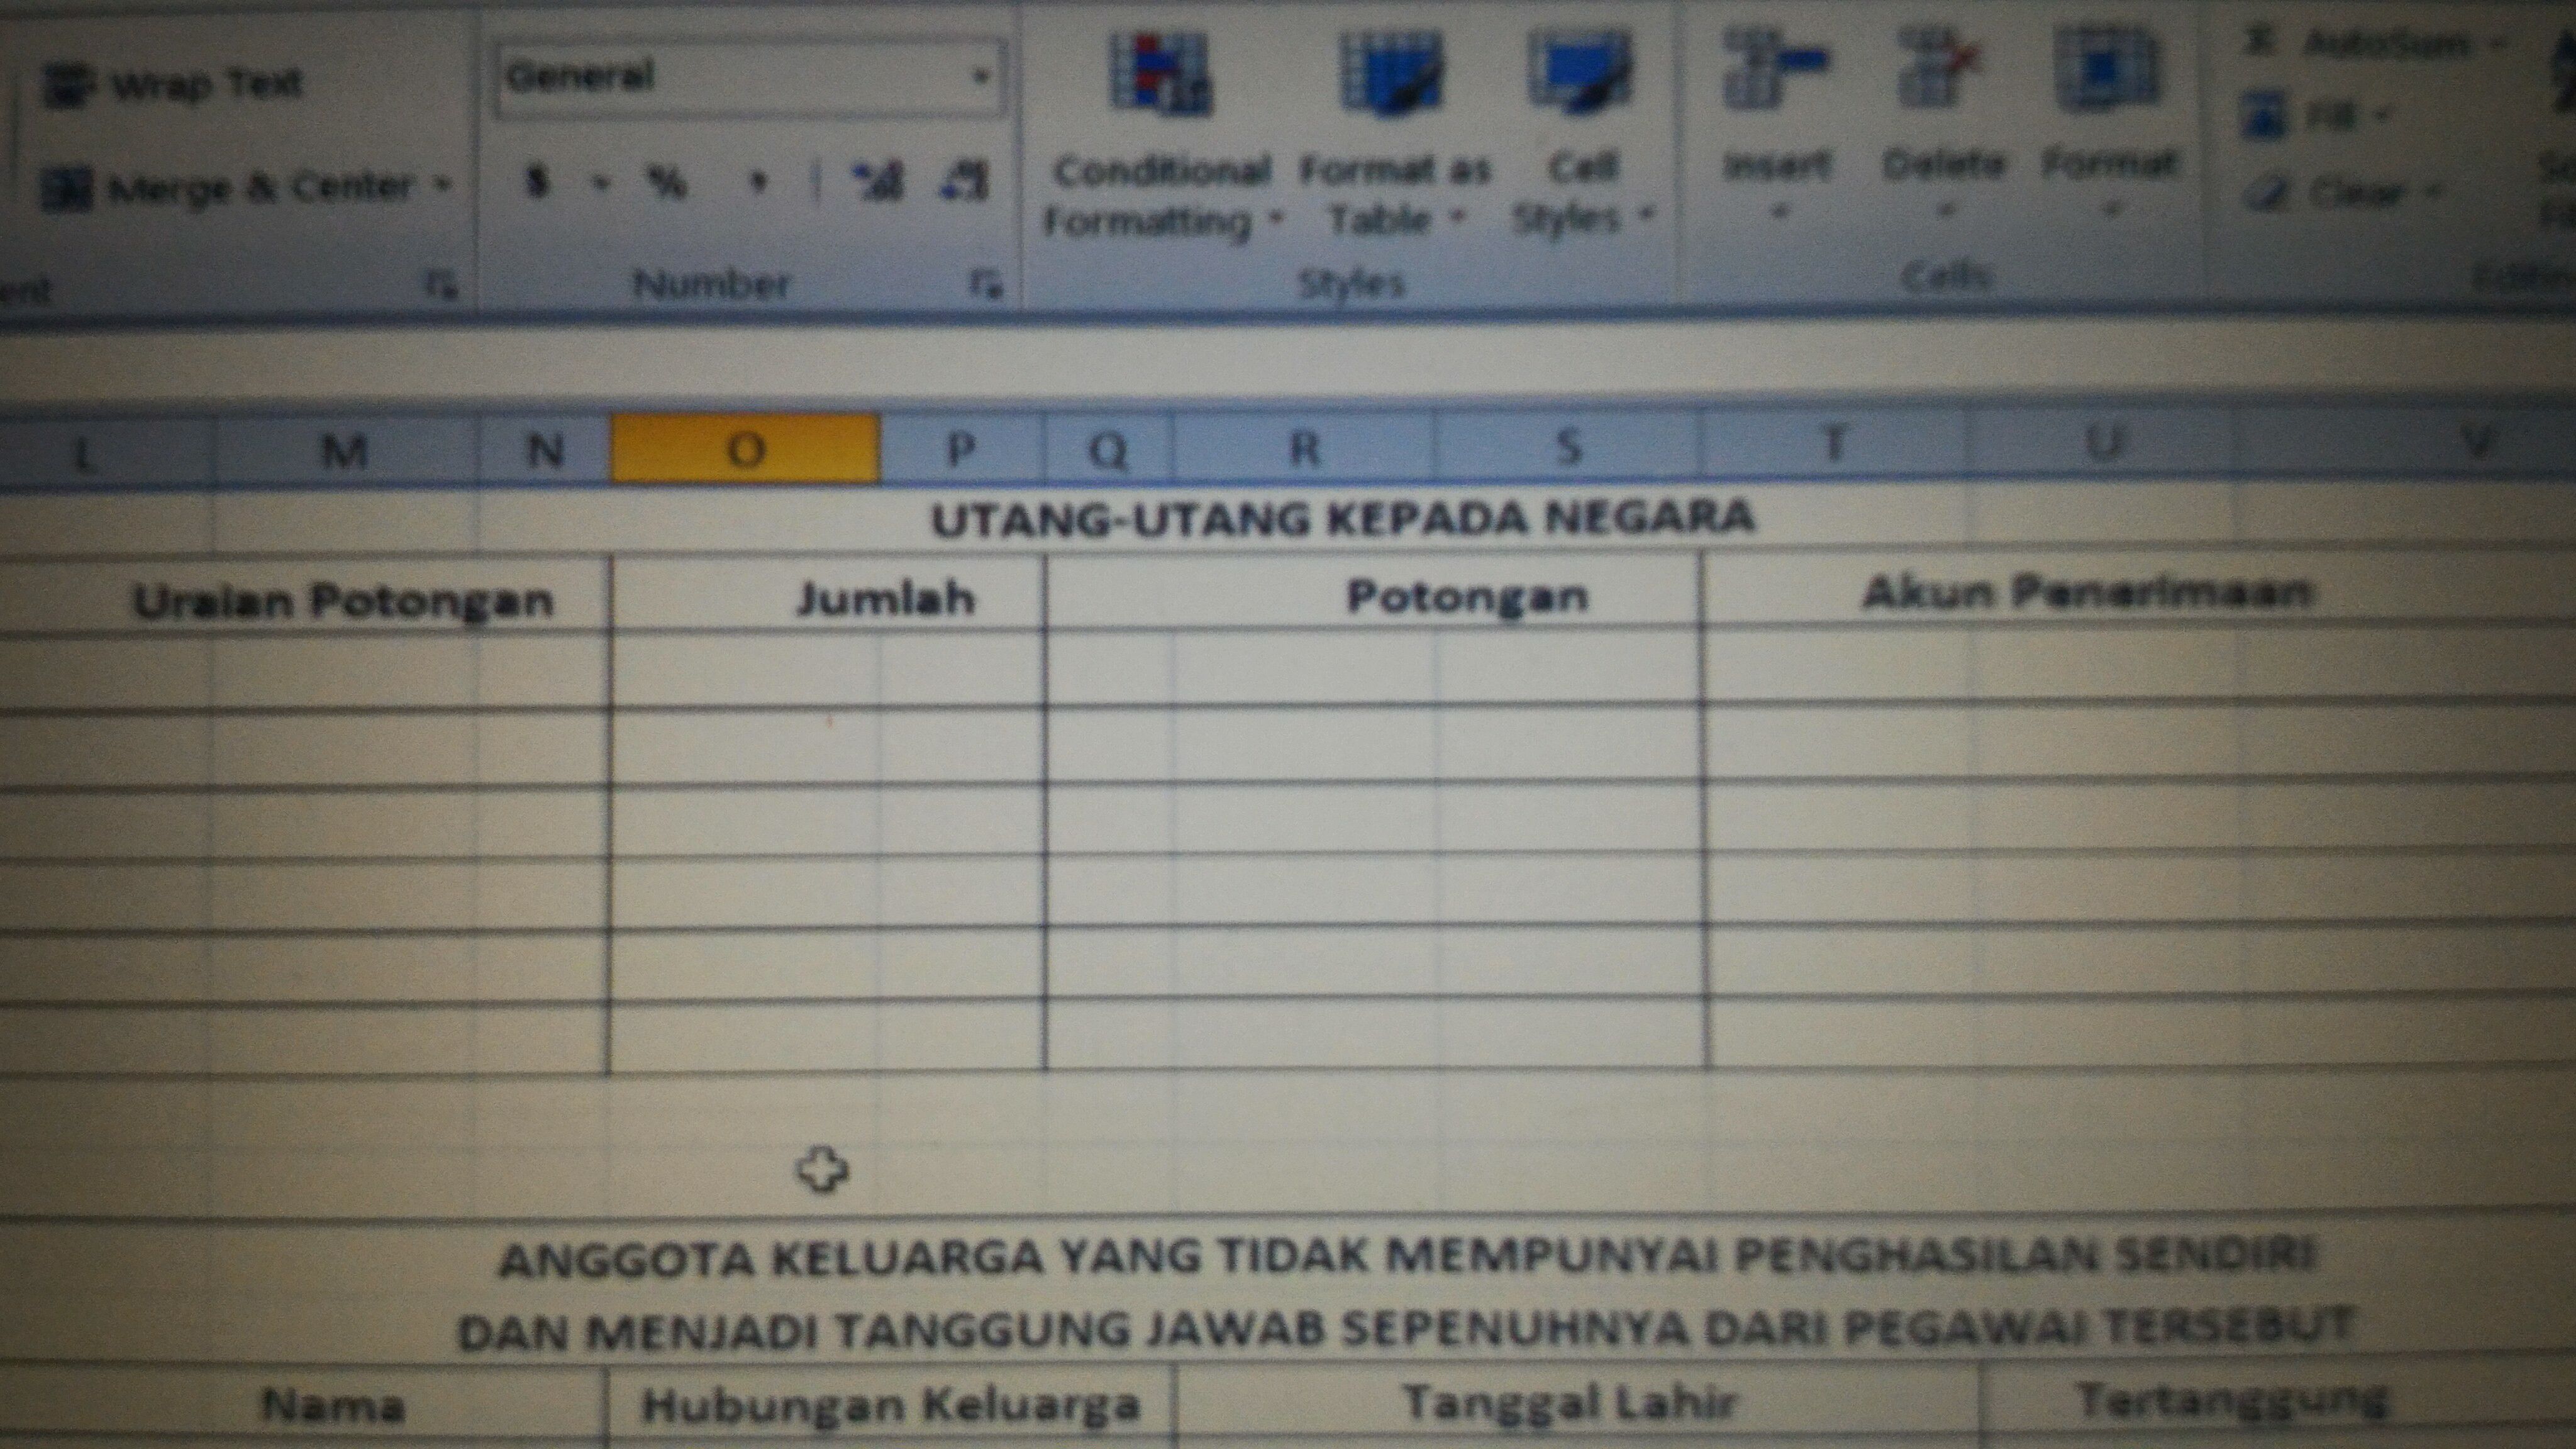 Wrap Text
General
AutoSum
Fill
Merge & Center
$ % ,
Conditional Formatting
Format as Table
Cell Styles
Insert
Delete
Format
Clear
Number
Styles
Cells
L M N O P Q R S T U V
UTANG-UTANG KEPADA NEGARA
Uraian Potongan Jumlah Potongan Akun Penerimaan
ANGGOTA KELUARGA YANG TIDAK MEMPUNYAI PENGHASILAN SENDIRI
DAN MENJADI TANGGUNG JAWAB SEPENUHNYA DARI PEGAWAI TERSEBUT
Nama Hubungan Keluarga Tanggal Lahir Tertanggung